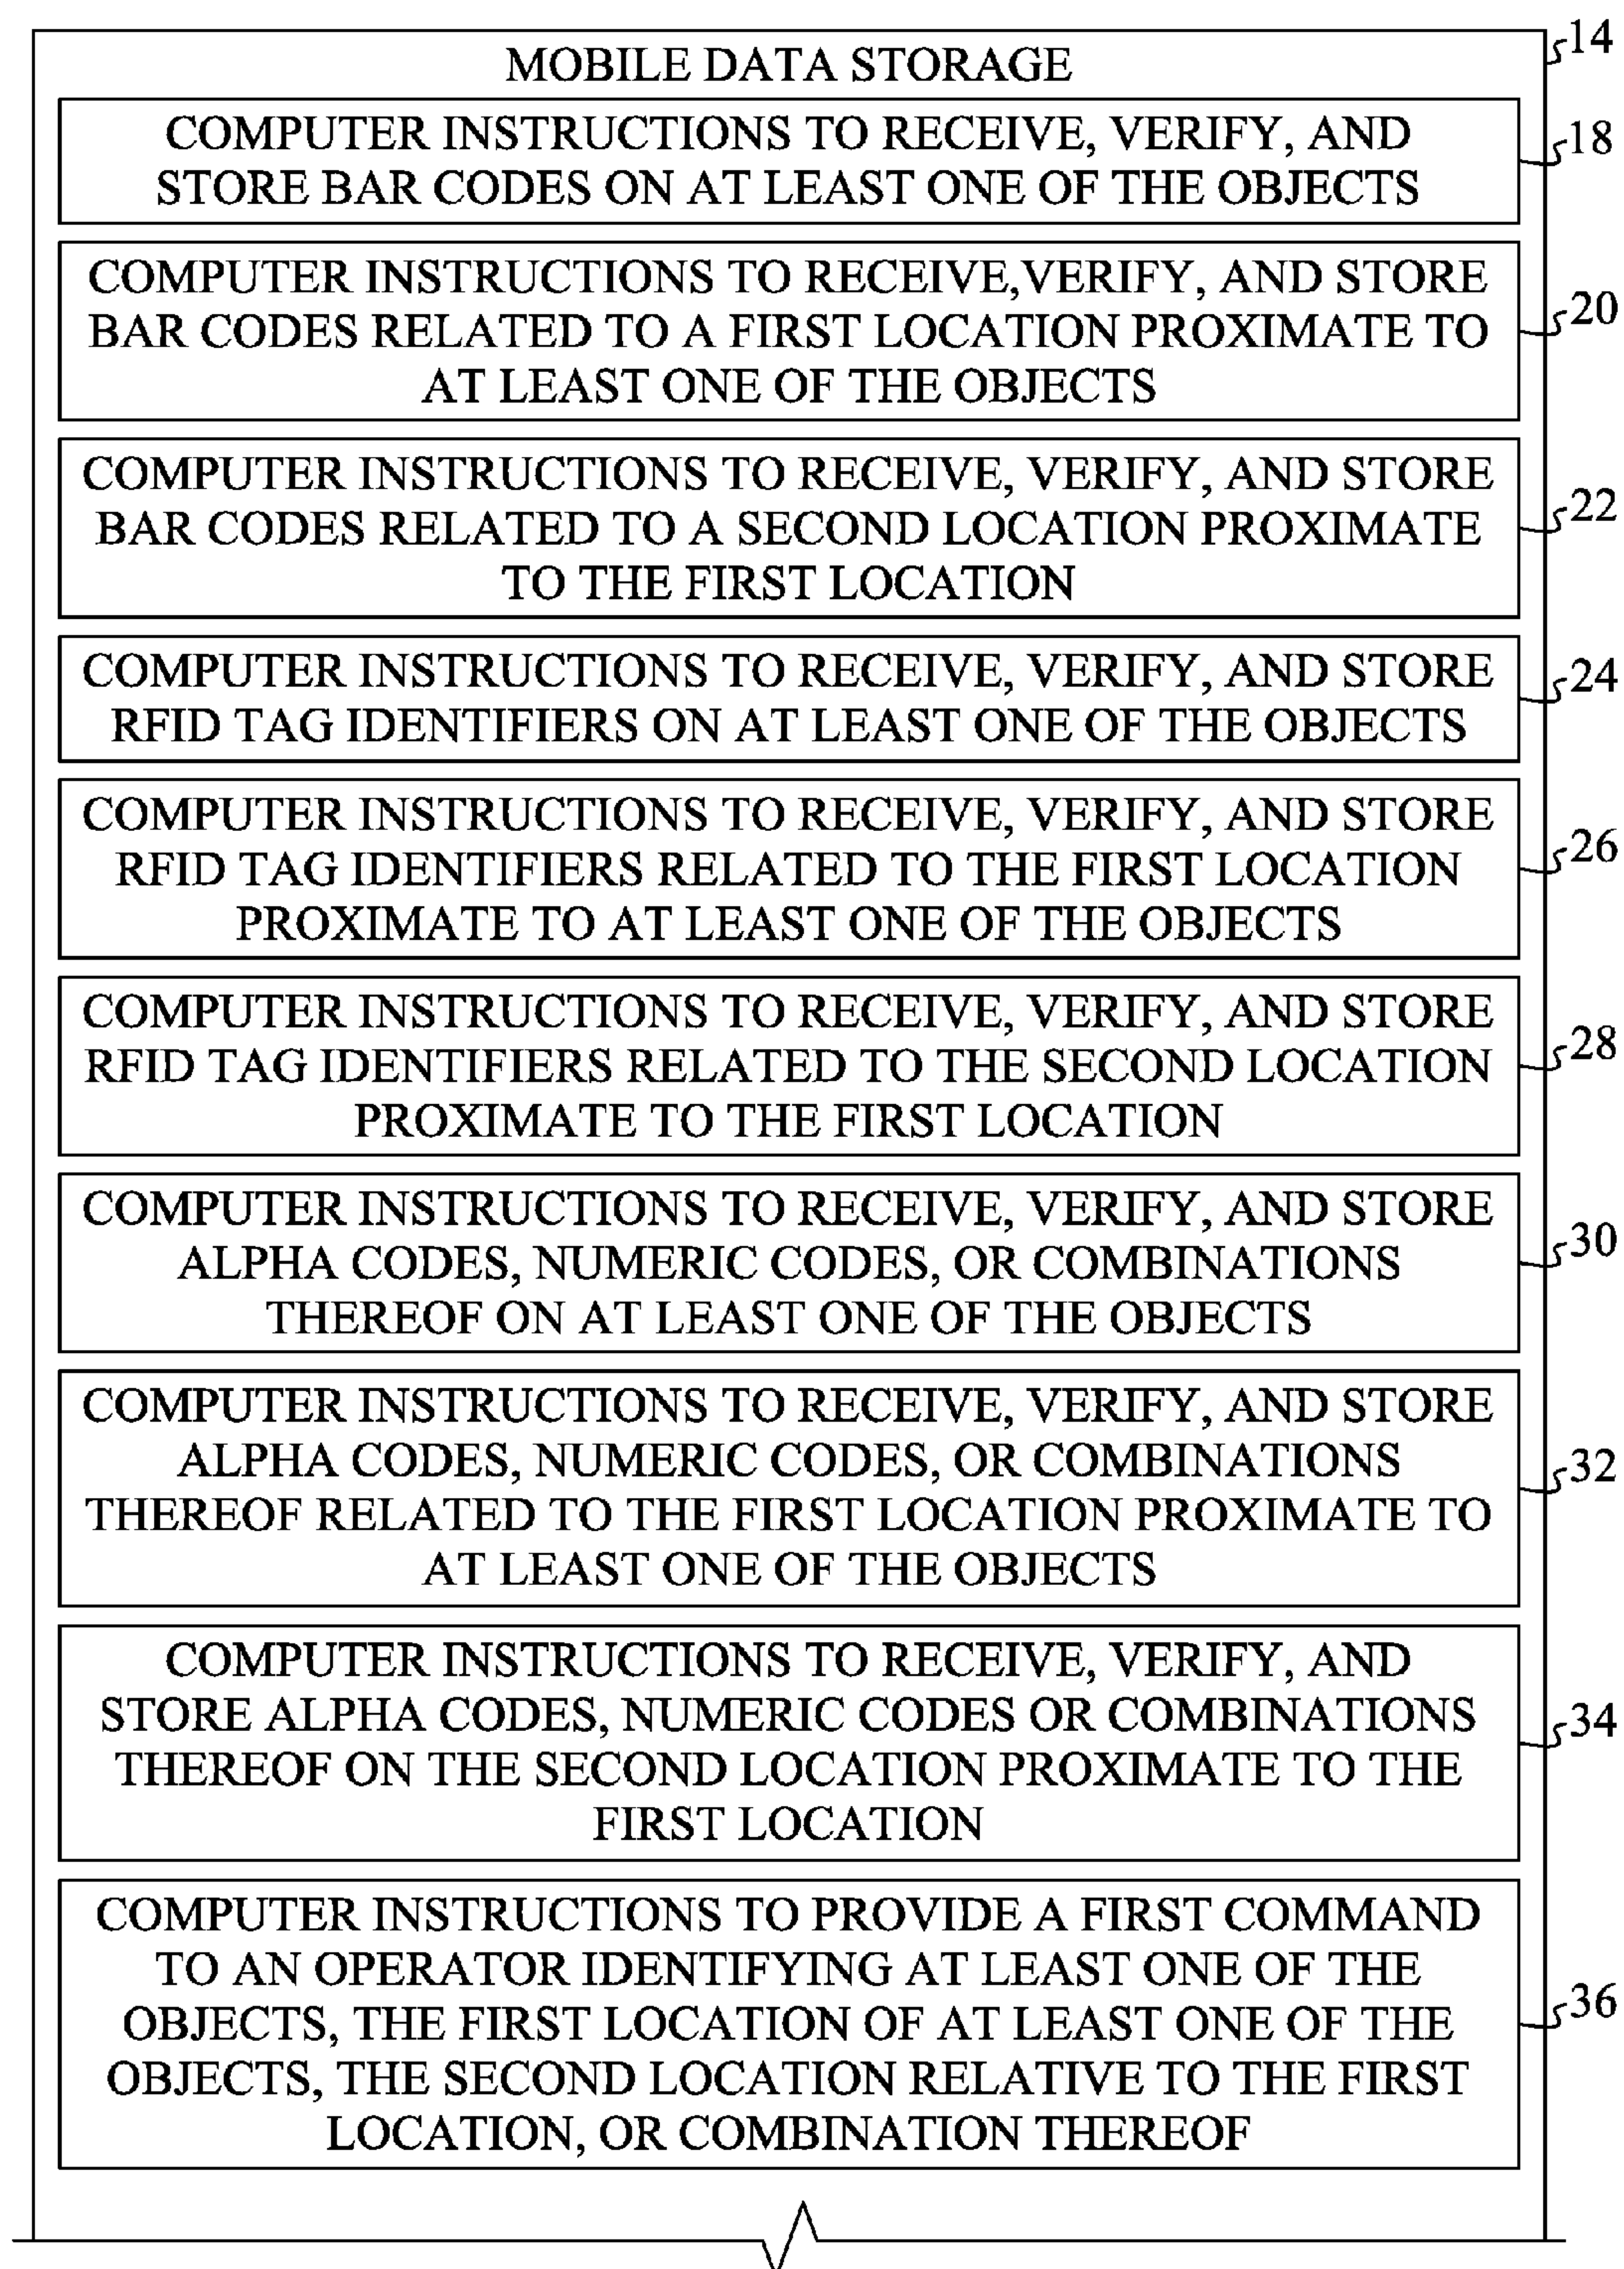 MOBILE DATA STORAGE
14
COMPUTER INSTRUCTIONS TO RECEIVE, VERIFY, AND
STORE BAR CODES ON AT LEAST ONE OF THE OBJECTS
18
COMPUTER INSTRUCTIONS TO RECEIVE,VERIFY, AND STORE
BAR CODES RELATED TO A FIRST LOCATION PROXIMATE TO
AT LEAST ONE OF THE OBJECTS
20
COMPUTER INSTRUCTIONS TO RECEIVE, VERIFY, AND STORE
BAR CODES RELATED TO A SECOND LOCATION PROXIMATE
TO THE FIRST LOCATION
22
COMPUTER INSTRUCTIONS TO RECEIVE, VERIFY, AND STORE
RFID TAG IDENTIFIERS ON AT LEAST ONE OF THE OBJECTS
24
COMPUTER INSTRUCTIONS TO RECEIVE, VERIFY, AND STORE
RFID TAG IDENTIFIERS RELATED TO THE FIRST LOCATION
PROXIMATE TO AT LEAST ONE OF THE OBJECTS
26
COMPUTER INSTRUCTIONS TO RECEIVE, VERIFY, AND STORE
RFID TAG IDENTIFIERS RELATED TO THE SECOND LOCATION
PROXIMATE TO THE FIRST LOCATION
28
COMPUTER INSTRUCTIONS TO RECEIVE, VERIFY, AND STORE
ALPHA CODES, NUMERIC CODES, OR COMBINATIONS
THEREOF ON AT LEAST ONE OF THE OBJECTS
30
COMPUTER INSTRUCTIONS TO RECEIVE, VERIFY, AND STORE
ALPHA CODES, NUMERIC CODES, OR COMBINATIONS
THEREOF RELATED TO THE FIRST LOCATION PROXIMATE TO
AT LEAST ONE OF THE OBJECTS
32
COMPUTER INSTRUCTIONS TO RECEIVE, VERIFY, AND
STORE ALPHA CODES, NUMERIC CODES OR COMBINATIONS
THEREOF ON THE SECOND LOCATION PROXIMATE TO THE
FIRST LOCATION
34
COMPUTER INSTRUCTIONS TO PROVIDE A FIRST COMMAND
TO AN OPERATOR IDENTIFYING AT LEAST ONE OF THE
OBJECTS, THE FIRST LOCATION OF AT LEAST ONE OF THE
OBJECTS, THE SECOND LOCATION RELATIVE TO THE FIRST
LOCATION, OR COMBINATION THEREOF
36